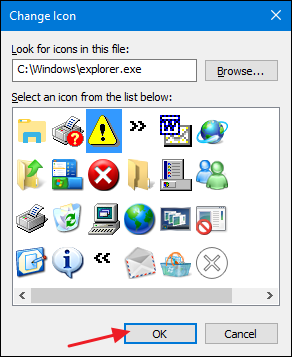 Change Icon
Look for icons in this file:
C:\Windows\explorer.exe
Browse...
Select an icon from the list below:
OK
Cancel